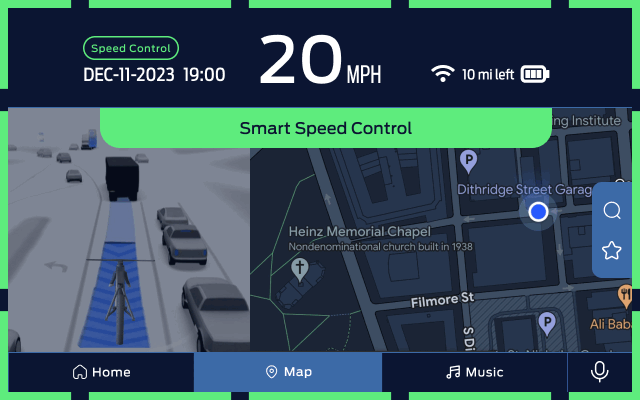 Speed Control
DEC-11-2023 19:00
20 MPH
10 mi left
Smart Speed Control
ng Institute
P
Dithridge Street Garag
Heinz Memorial Chapel
Nondenominational church built in 1938
Filmore St
Ali Bab
P
S Di
Home
Map
Music